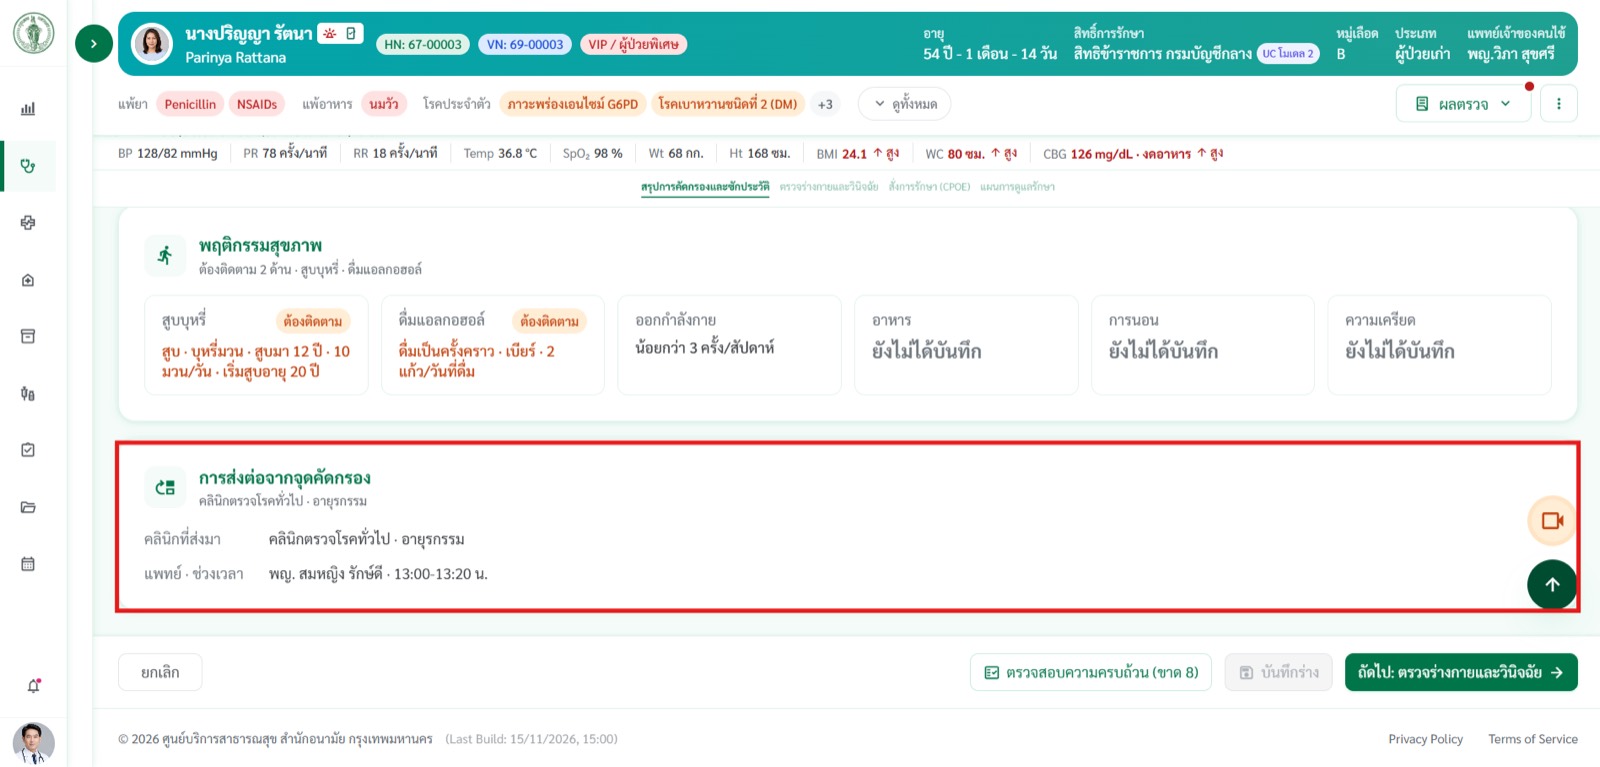 นางปริญญา รัตนา
Parinya Rattana
HN: 67-00003
VN: 69-00003
VIP / ผู้ป่วยพิเศษ
อายุ
54 ปี - 1 เดือน - 14 วัน
สิทธิ์การรักษา
สิทธิข้าราชการ กรมบัญชีกลาง UC โมเดล 2
หมู่เลือด
B
ประเภท
ผู้ป่วยเก่า
แพทย์เจ้าของคนไข้
พญ.วิภา สุขศรี
แพ้ยา Penicillin NSAIDs แพ้อาหาร นมวัว โรคประจำตัว ภาวะพร่องเอนไซม์ G6PD โรคเบาหวานชนิดที่ 2 (DM) +3 ดูทั้งหมด ผลตรวจ
BP 128/82 mmHg PR 78 ครั้ง/นาที RR 18 ครั้ง/นาที Temp 36.8 °C SpO₂ 98 % Wt 68 กก. Ht 168 ซม. BMI 24.1 ↑ สูง WC 80 ซม. ↑ สูง CBG 126 mg/dL · งดอาหาร ↑ สูง
สรุปการคัดกรองและซักประวัติ ตรวจร่างกายและวินิจฉัย สั่งการรักษา (CPOE) แผนการดูแลรักษา
พฤติกรรมสุขภาพ
ต้องติดตาม 2 ด้าน · สูบบุหรี่ · ดื่มแอลกอฮอล์
สูบบุหรี่ ต้องติดตาม
สูบ · บุหรี่มวน · สูบมา 12 ปี · 10
มวน/วัน · เริ่มสูบอายุ 20 ปี
ดื่มแอลกอฮอล์ ต้องติดตาม
ดื่มเป็นครั้งคราว · เบียร์ · 2
แก้ว/วันที่ดื่ม
ออกกำลังกาย
น้อยกว่า 3 ครั้ง/สัปดาห์
อาหาร
ยังไม่ได้บันทึก
การนอน
ยังไม่ได้บันทึก
ความเครียด
ยังไม่ได้บันทึก
การส่งต่อจากจุดคัดกรอง
คลินิกตรวจโรคทั่วไป · อายุรกรรม
คลินิกที่ส่งมา คลินิกตรวจโรคทั่วไป · อายุรกรรม
แพทย์ · ช่วงเวลา พญ. สมหญิง รักษ์ดี · 13:00-13:20 น.
ยกเลิก ตรวจสอบความครบถ้วน (ขาด 8) บันทึกร่าง ถัดไป: ตรวจร่างกายและวินิจฉัย →
© 2026 ศูนย์บริการสาธารณสุข สำนักอนามัย กรุงเทพมหานคร (Last Build: 15/11/2026, 15:00) Privacy Policy Terms of Service